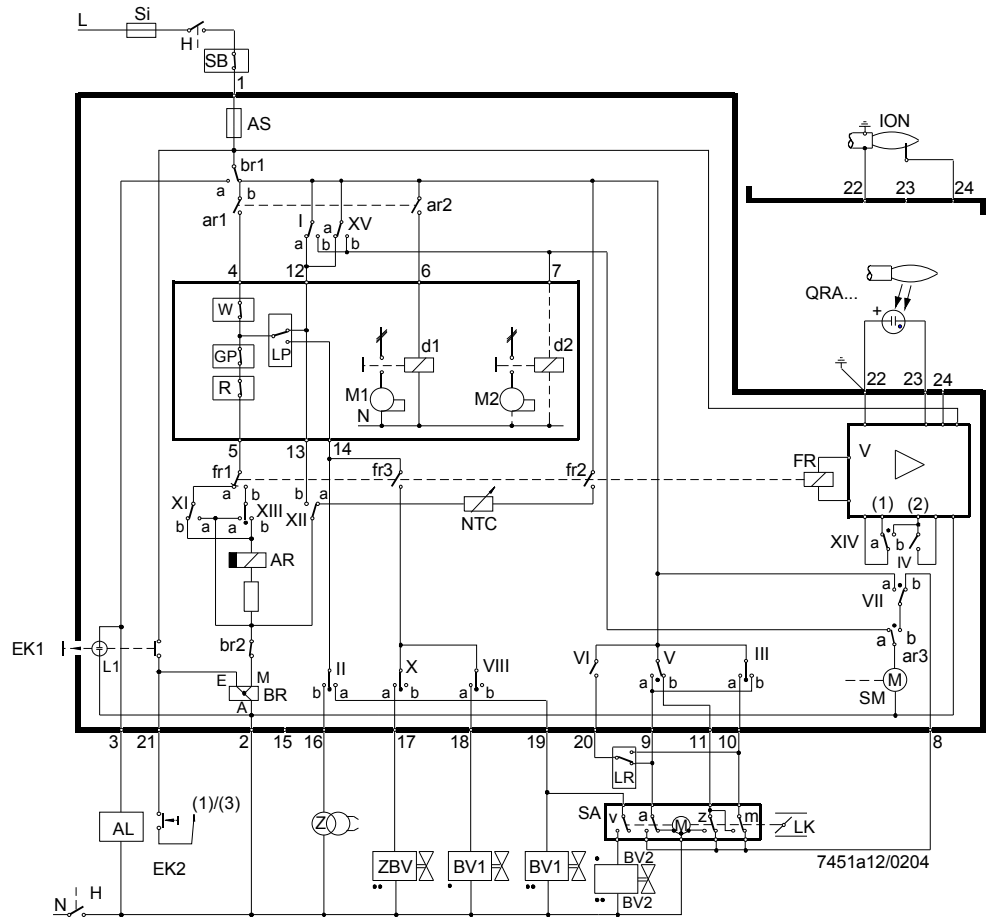 L Si
H
SB
1
AS
ION
br1
a b
ar1 ar2
I a XV
a b b
22 23 24
4 12 6 7
QRA...
+
W
LP
GP
R
d1 d2
M1 M2
N
22 23 24
5 13 14
V
fr1 fr3 fr2 FR
a b b a
XI XIII XII
b a a b
NTC
(1) (2)
XIV a b IV
AR
a b
VII
br2
a b
ar3
EK1 L1
E M
BR
A
II X VIII VI V III
b a b a a b a b a b
M
SM
3 21 2 15 16 17 18 19 20 9 11 10 8
LR
(1)/(3)
SA v a M z m
LK
AL
EK2
Z
7451a12/0204
ZBV BV1 BV1 BV2
BV2
N H